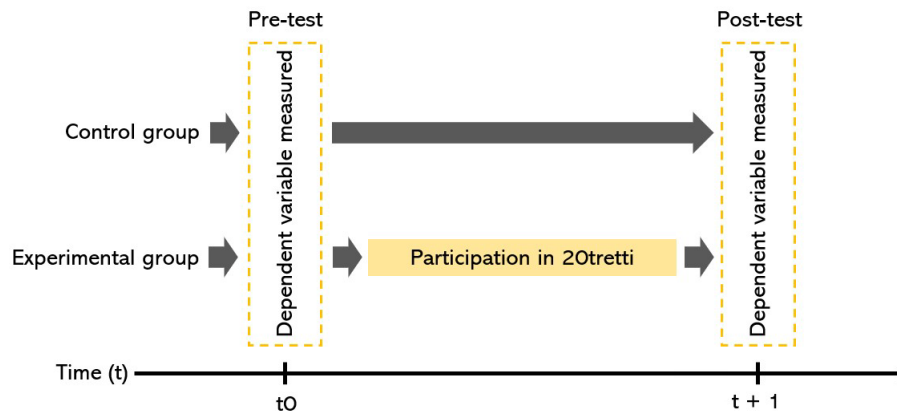 Pre-test
Post-test
Control group
Dependent variable measured
Dependent variable measured
Experimental group
Participation in 20tretti
Time (t)
t0
t + 1